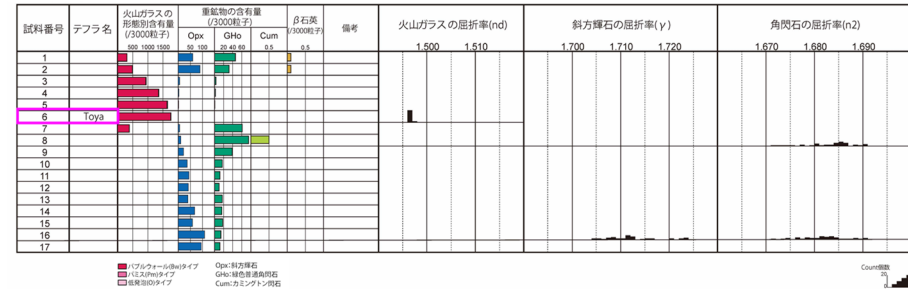 試料番号 テフラ名 火山ガラスの形態別含有量(/3000粒子) 重鉱物の含有量(/3000粒子) β石英(/3000粒子) 備考 火山ガラスの屈折率(nd) 斜方輝石の屈折率(γ) 角閃石の屈折率(n2)
Opx GHo Cum
500 1000 1500 50 100 20 40 60 0.5 0.5 1.500 1.510 1.700 1.710 1.720 1.670 1.680 1.690
1
2
3
4
5
6 Toya
7
8
9
10
11
12
13
14
15
16
17
バブルウォール(Bw)タイプ Opx:斜方輝石
パミス(Pm)タイプ GHo:緑色普通角閃石
低発泡(O)タイプ Cum:カミングトン閃石
Count個数
20